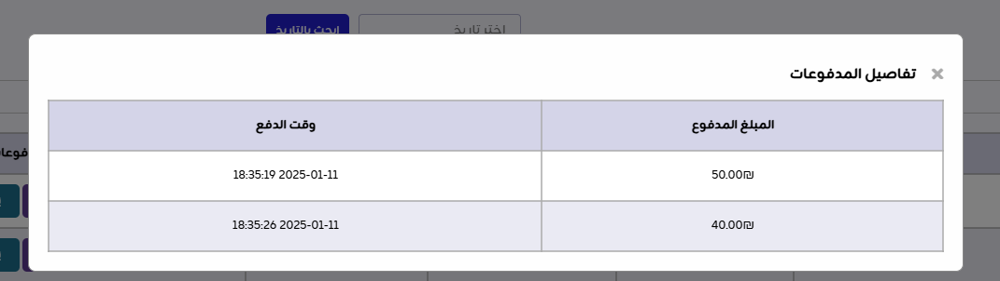 اختر تاريخ
ابحث بالتاريخ
تفاصيل المدفوعات
المبلغ المدفوع
وقت الدفع
50.00₪
18:35:19 2025-01-11
40.00₪
18:35:26 2025-01-11